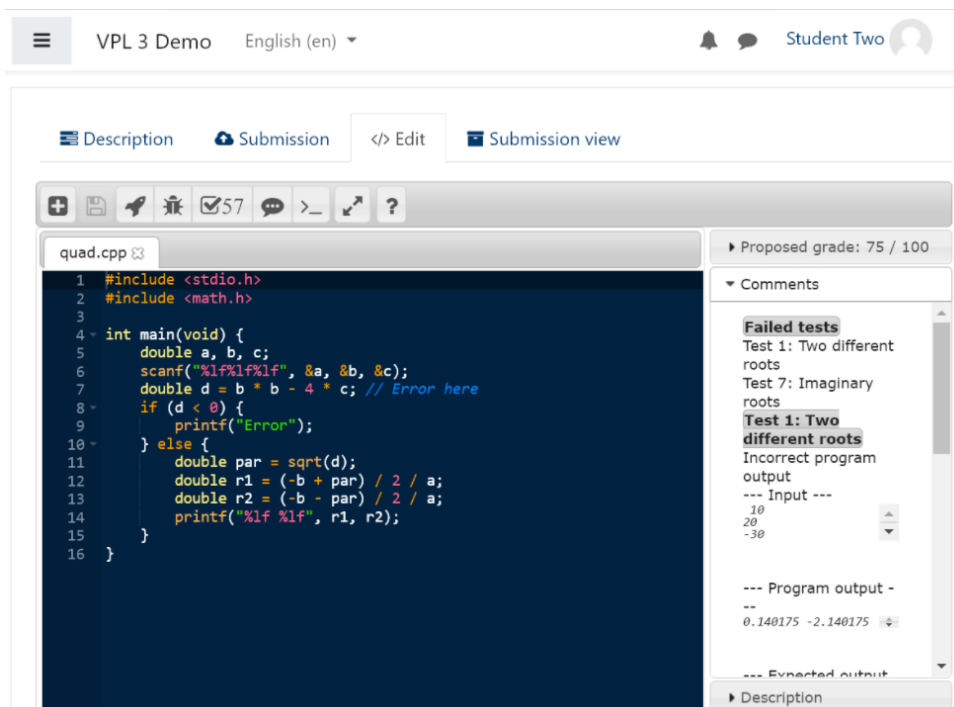 VPL 3 Demo English (en) Student Two
Description Submission </> Edit Submission view
57 >_ ?
quad.cpp
1 #include <stdio.h>
2 #include <math.h>
3
4 int main(void) {
5 double a, b, c;
6 scanf("%lf%lf%lf", &a, &b, &c);
7 double d = b * b - 4 * c; // Error here
8 if (d < 0) {
9 printf("Error");
10 } else {
11 double par = sqrt(d);
12 double r1 = (-b + par) / 2 / a;
13 double r2 = (-b - par) / 2 / a;
14 printf("%lf %lf", r1, r2);
15 }
16 }
Proposed grade: 75 / 100
Comments
Failed tests
Test 1: Two different
roots
Test 7: Imaginary
roots
Test 1: Two
different roots
Incorrect program
output
--- Input ---
10
20
-30
--- Program output -
--
0.140175 -2.140175
--- Expected output
Description